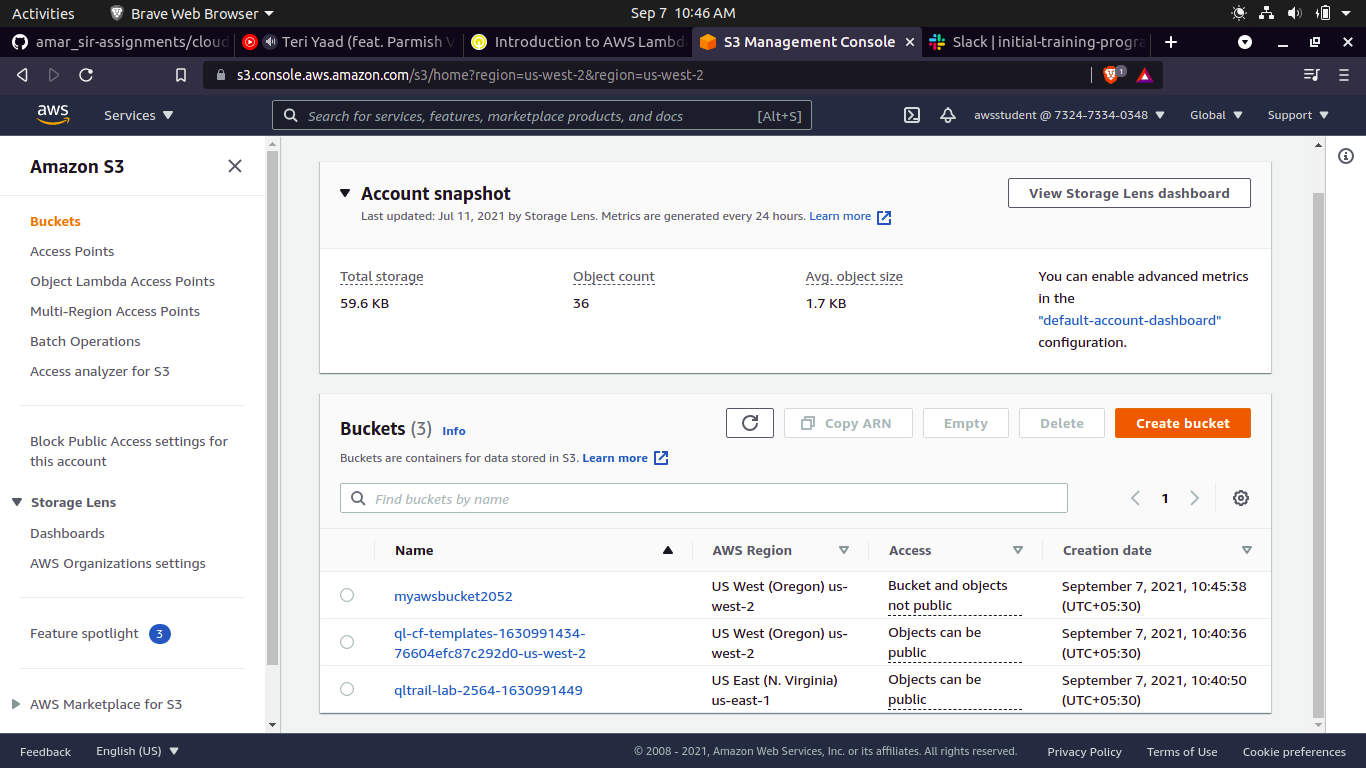 Activities
Brave Web Browser
Sep 7 10:46 AM
amar_sir-assignments/cloud
Teri Yaad (feat. Parmish V
Introduction to AWS Lambda
S3 Management Console
Slack | initial-training-progra
s3.console.aws.amazon.com/s3/home?region=us-west-2&region=us-west-2
1
aws
Services
Search for services, features, marketplace products, and docs
[Alt+S]
awsstudent @ 7324-7334-0348
Global
Support
Amazon S3
Buckets
Access Points
Object Lambda Access Points
Multi-Region Access Points
Batch Operations
Access analyzer for S3
Block Public Access settings for
this account
Storage Lens
Dashboards
AWS Organizations settings
Feature spotlight
3
AWS Marketplace for S3
Account snapshot
View Storage Lens dashboard
Last updated: Jul 11, 2021 by Storage Lens. Metrics are generated every 24 hours. Learn more
Total storage
59.6 KB
Object count
36
Avg. object size
1.7 KB
You can enable advanced metrics
in the
"default-account-dashboard"
configuration.
Buckets (3)
Info
Copy ARN
Empty
Delete
Create bucket
Buckets are containers for data stored in S3. Learn more
Find buckets by name
1
Name
AWS Region
Access
Creation date
myawsbucket2052
US West (Oregon) us-
west-2
Bucket and objects
not public
September 7, 2021, 10:45:38
(UTC+05:30)
ql-cf-templates-1630991434-
76604efc87c292d0-us-west-2
US West (Oregon) us-
west-2
Objects can be
public
September 7, 2021, 10:40:36
(UTC+05:30)
qltrail-lab-2564-1630991449
US East (N. Virginia)
us-east-1
Objects can be
public
September 7, 2021, 10:40:50
(UTC+05:30)
Feedback
English (US)
© 2008 - 2021, Amazon Web Services, Inc. or its affiliates. All rights reserved.
Privacy Policy
Terms of Use
Cookie preferences